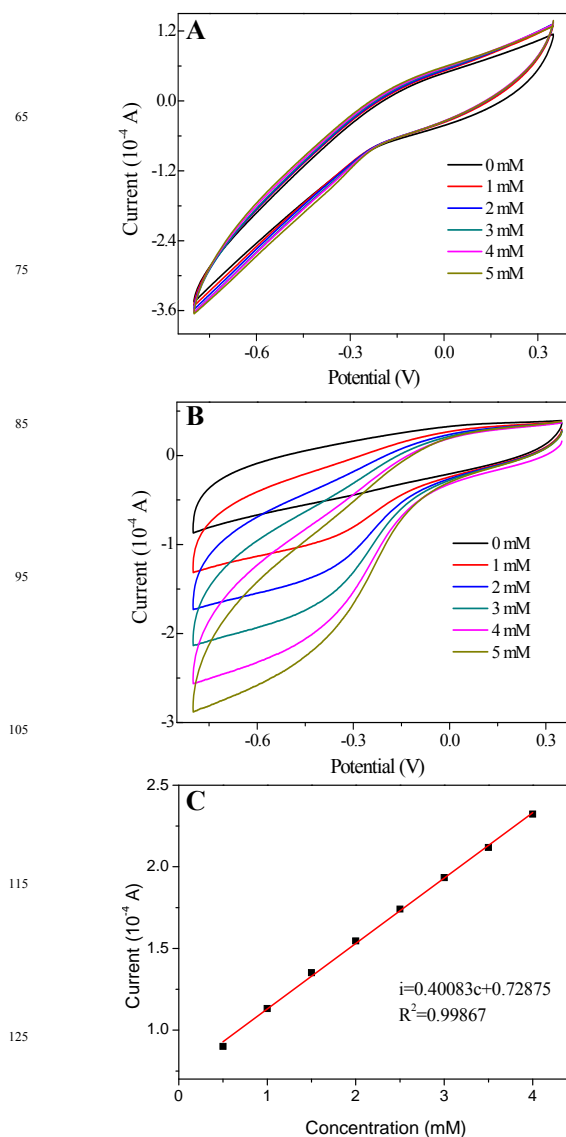 A
1.2
0.0
-1.2
-2.4
-3.6
Current (10⁻⁴ A)
0 mM
1 mM
2 mM
3 mM
4 mM
5 mM
-0.6
-0.3
0.0
0.3
Potential (V)
65
75
B
0
-1
-2
-3
Current (10⁻⁴ A)
0 mM
1 mM
2 mM
3 mM
4 mM
5 mM
-0.6
-0.3
0.0
0.3
Potential (V)
85
95
105
C
2.5
2.0
1.5
1.0
Current (10⁻⁴ A)
i=0.40083c+0.72875
R²=0.99867
0
1
2
3
4
Concentration (mM)
115
125